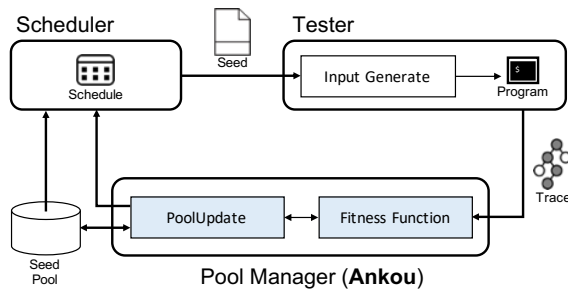 Scheduler
Tester
Seed
Schedule
Input Generate
$
Program
Trace
PoolUpdate
Fitness Function
Seed
Pool
Pool Manager (Ankou)